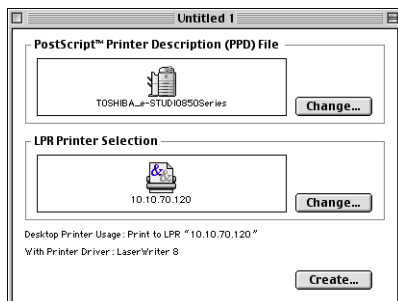 Untitled 1
PostScript™ Printer Description (PPD) File
TOSHIBA_e-STUDIO850Series
Change...
LPR Printer Selection
&&
10.10.70.120
Change...
Desktop Printer Usage: Print to LPR "10.10.70.120"
With Printer Driver: LaserWriter 8
Create...